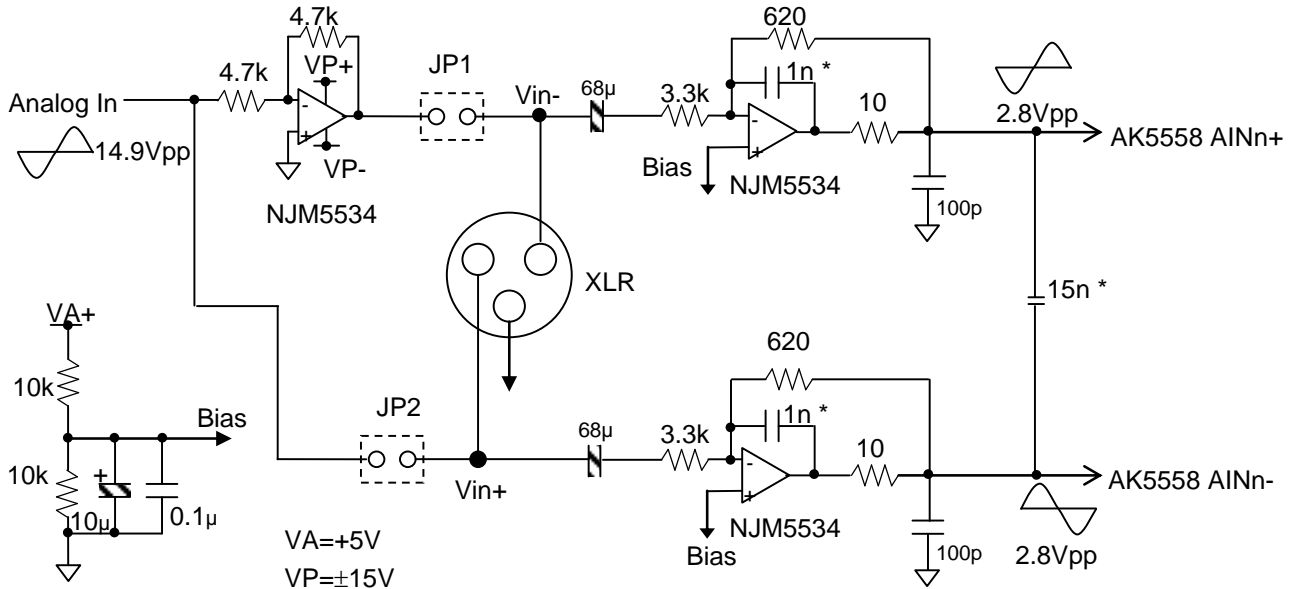 4.7k
620
VP+
JP1
1n *
4.7k
Vin-
68µ
3.3k
10
2.8Vpp
Analog In
-
+
-
+
AK5558 AINn+
14.9Vpp
VP-
Bias
NJM5534
NJM5534
100p
XLR
15n *
VA+
620
10k
JP2
1n *
Bias
68µ
3.3k
10
10k
+
-
+
AK5558 AINn-
Vin+
10µ
0.1µ
NJM5534
VA=+5V
Bias
100p
2.8Vpp
VP=±15V